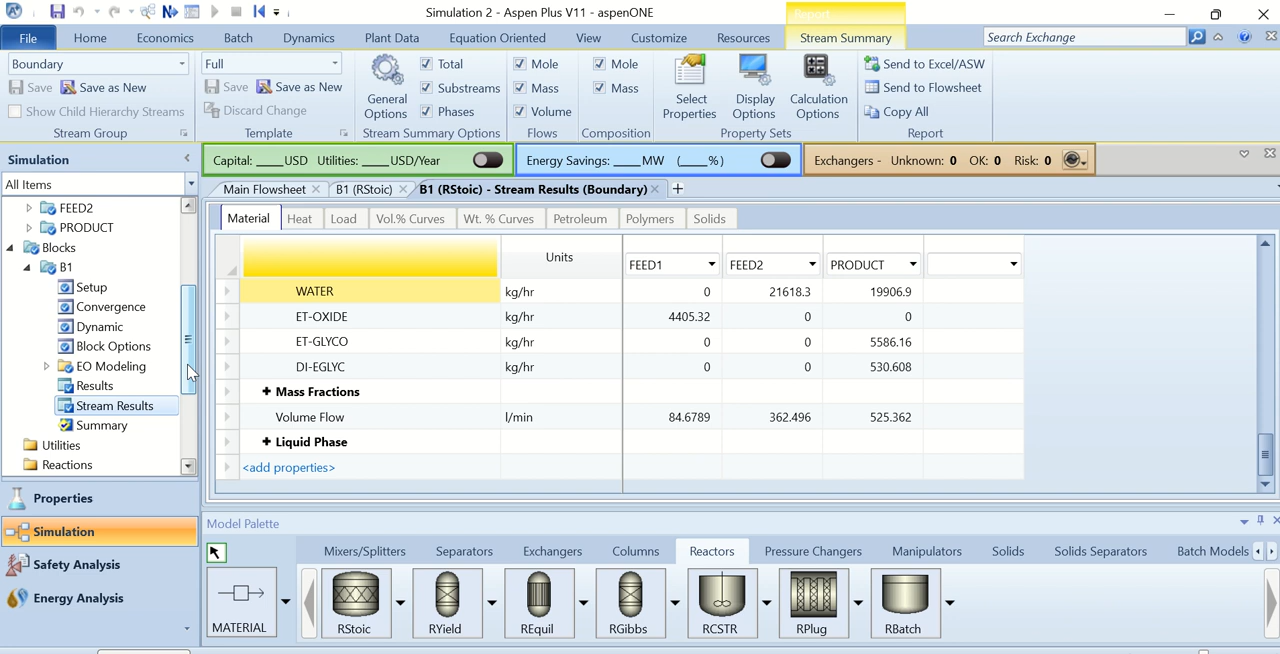 Simulation 2 - Aspen Plus V11 - aspenONE
Report
File Home Economics Batch Dynamics Plant Data Equation Oriented View Customize Resources Stream Summary Search Exchange
Boundary Full Total Mole Mole Send to Excel/ASW
Save Save as New Save Save as New General Options Substreams Mass Mass Select Properties Display Options Calculation Options Send to Flowsheet
Show Child Hierarchy Streams Discard Change Phases Volume Copy All
Stream Group Template Stream Summary Options Flows Composition Property Sets Report
Simulation Capital: ____USD Utilities: ____USD/Year Energy Savings: ____MW (____%) Exchangers - Unknown: 0 OK: 0 Risk: 0
All Items Main Flowsheet B1 (RStoic) B1 (RStoic) - Stream Results (Boundary) +
FEED2
PRODUCT
Blocks
B1
Setup
Convergence
Dynamic
Block Options
EO Modeling
Results
Stream Results
Summary
Utilities
Reactions
Properties
Simulation
Safety Analysis
Energy Analysis
Material Heat Load Vol.% Curves Wt. % Curves Petroleum Polymers Solids
Units FEED1 FEED2 PRODUCT
WATER kg/hr 0 21618.3 19906.9
ET-OXIDE kg/hr 4405.32 0 0
ET-GLYCO kg/hr 0 0 5586.16
DI-EGLYC kg/hr 0 0 530.608
+ Mass Fractions
Volume Flow l/min 84.6789 362.496 525.362
+ Liquid Phase
<add properties>
Model Palette
Mixers/Splitters Separators Exchangers Columns Reactors Pressure Changers Manipulators Solids Solids Separators Batch Models
MATERIAL RStoic RYield REquil RGibbs RCSTR RPlug RBatch